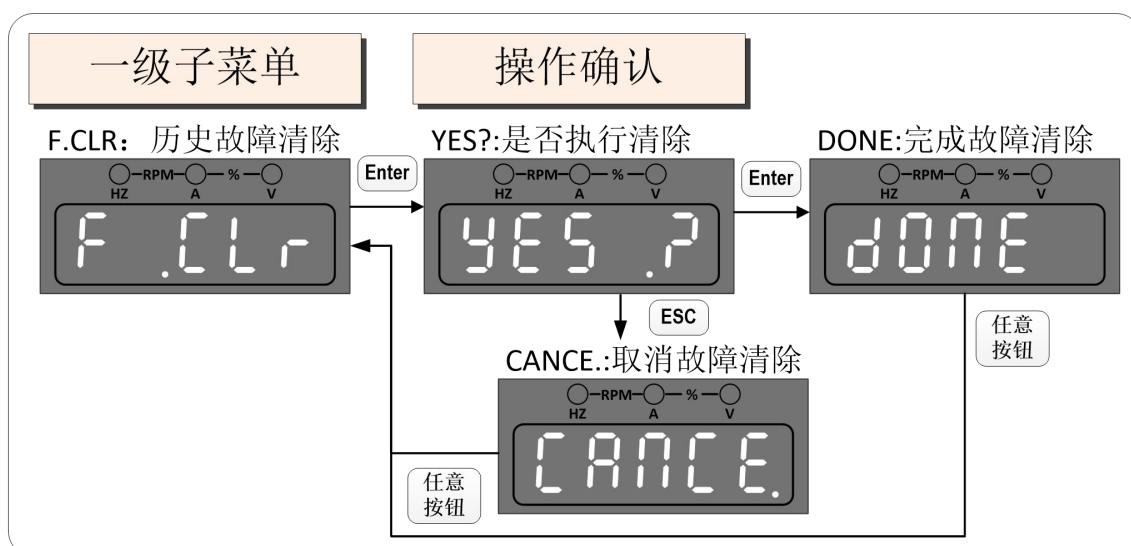 一级子菜单
操作确认
F.CLR： 历史故障清除
YES?:是否执行清除
DONE:完成故障清除
RPM %
HZ A V
F .CLr
Enter
RPM %
HZ A V
YES .?
Enter
RPM %
HZ A V
dONE
ESC
任意
按钮
CANCE.:取消故障清除
RPM %
HZ A V
CANCE.
任意
按钮